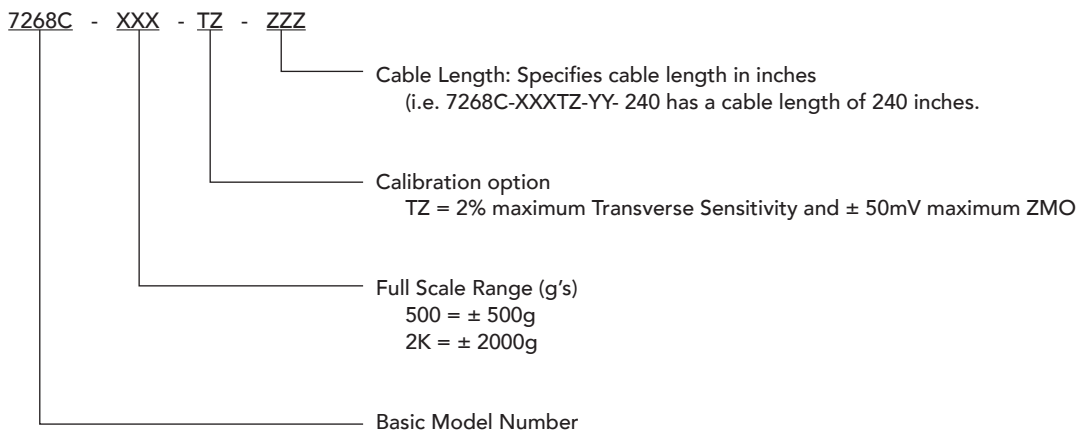 7268C - XXX - TZ - ZZZ
Cable Length: Specifies cable length in inches
(i.e. 7268C-XXXTZ-YY- 240 has a cable length of 240 inches.
Calibration option
TZ = 2% maximum Transverse Sensitivity and ± 50mV maximum ZMO
Full Scale Range (g's)
500 = ± 500g
2K = ± 2000g
Basic Model Number